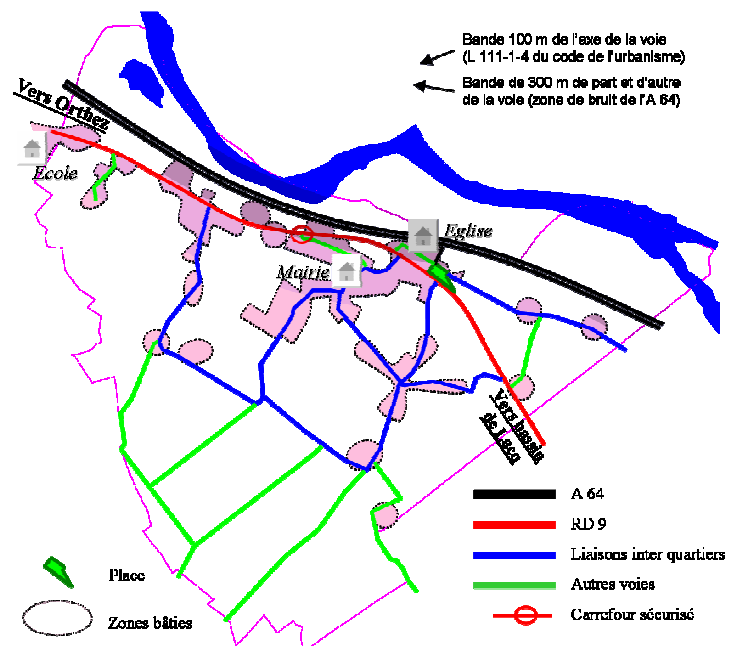 Bande 100 m de l'axe de la voie
(L 111-1-4 du code de l'urbanisme)
Bande de 300 m de part et d'autre
de la voie (zone de bruit de l'A 64)
Vers Orthez
Ecole
Eglise
Mairie
Vers bassin
de Lacq
A 64
RD 9
Liaisons inter quartiers
Autres voies
Carrefour sécurisé
Place
Zones bâties